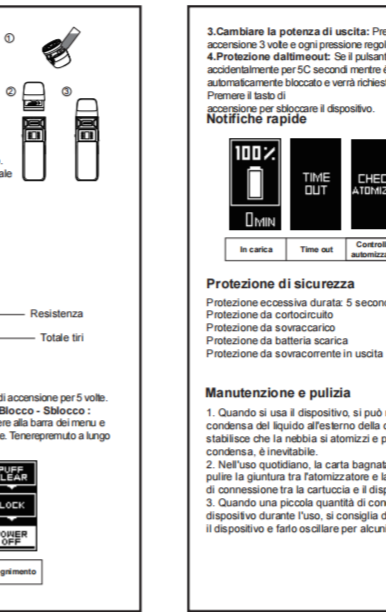 ①
②
③
.
ale
Resistenza
Totale tiri
di accensione per 5 volte.
Blocco - Sblocco :
ere alla barra dei menu e
e. Tenerepremuto a lungo
PUFF
CLEAR
LOCK
POWER
OFF
gnimento
3.Cambiare la potenza di uscita: Pre
accensione 3 volte e ogni pressione regol
4.Protezione daltimeout: Se il pulsant
accidentalmente per 5C secondi mentre è
automaticamente bloccato e verrà richiest
Premere il tasto di
accensione per sbloccare il dispositivo.
Notifiche rapide
100%
0 MIN
TIME
OUT
CHEC
ATOMIZ
In carica
Time out
Controll
automizza
Protezione di sicurezza
Protezione eccessiva durata: 5 second
Protezione da cortocircuito
Protezione da sovraccarico
Protezione da batteria scarica
Protezione da sovracorrente in uscita
Manutenzione e pulizia
1. Quando si usa il dispositivo, si può
condensa del liquido all'esterno della c
stabilisce che la nebbia si atomizzi e p
condensa, è inevitabile.
2. Nell'uso quotidiano, la carta bagnata
pulire la giuntura tra l'atomizzatore e la
di connessione tra la cartuccia e il disp
3. Quando una piccola quantità di con
dispositivo durante l'uso, si consiglia d
il dispositivo e farlo oscillare per alcun